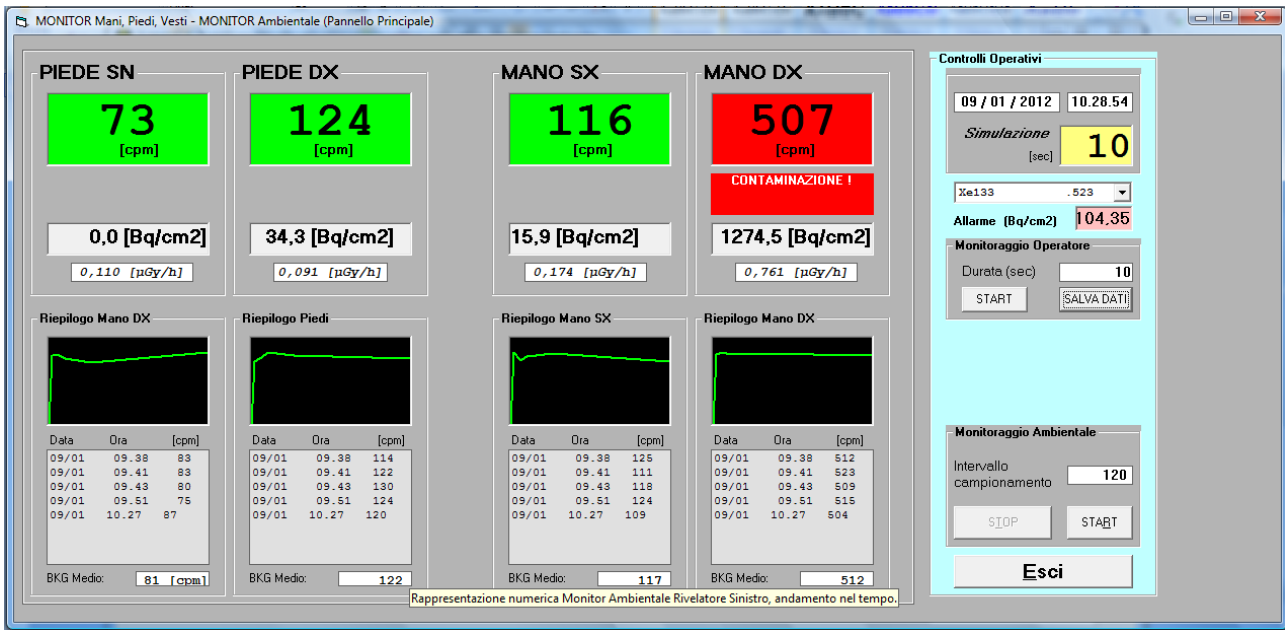 MONITOR Mani, Piedi, Vesti - MONITOR Ambientale (Pannello Principale)
PIEDE SN
73
[cpm]
0,0 [Bq/cm2]
0,110 [µGy/h]
PIEDE DX
124
[cpm]
34,3 [Bq/cm2]
0,091 [µGy/h]
MANO SX
116
[cpm]
15,9 [Bq/cm2]
0,174 [µGy/h]
MANO DX
507
[cpm]
CONTAMINAZIONE !
1274,5 [Bq/cm2]
0,761 [µGy/h]
Riepilogo Mano DX
Data Ora [cpm]
09/01 09.38 83
09/01 09.41 83
09/01 09.43 80
09/01 09.51 75
09/01 10.27 87
BKG Medio: 81 [cpm]
Riepilogo Piedi
Data Ora [cpm]
09/01 09.38 114
09/01 09.41 122
09/01 09.43 130
09/01 09.51 124
09/01 10.27 120
BKG Medio: 122
Riepilogo Mano SX
Data Ora [cpm]
09/01 09.38 125
09/01 09.41 111
09/01 09.43 118
09/01 09.51 124
09/01 10.27 109
BKG Medio: 117
Riepilogo Mano DX
Data Ora [cpm]
09/01 09.38 512
09/01 09.41 523
09/01 09.43 509
09/01 09.51 515
09/01 10.27 504
BKG Medio: 512
Rappresentazione numerica Monitor Ambientale Rivelatore Sinistro, andamento nel tempo.
Controlli Operativi
09 / 01 / 2012 10.28.54
Simulazione
[sec]
10
Xe133 .523
Allarme (Bq/cm2) 104,35
Monitoraggio Operatore
Durata (sec) 10
START SALVA DATI
Monitoraggio Ambientale
Intervallo
campionamento
120
STOP START
Esci